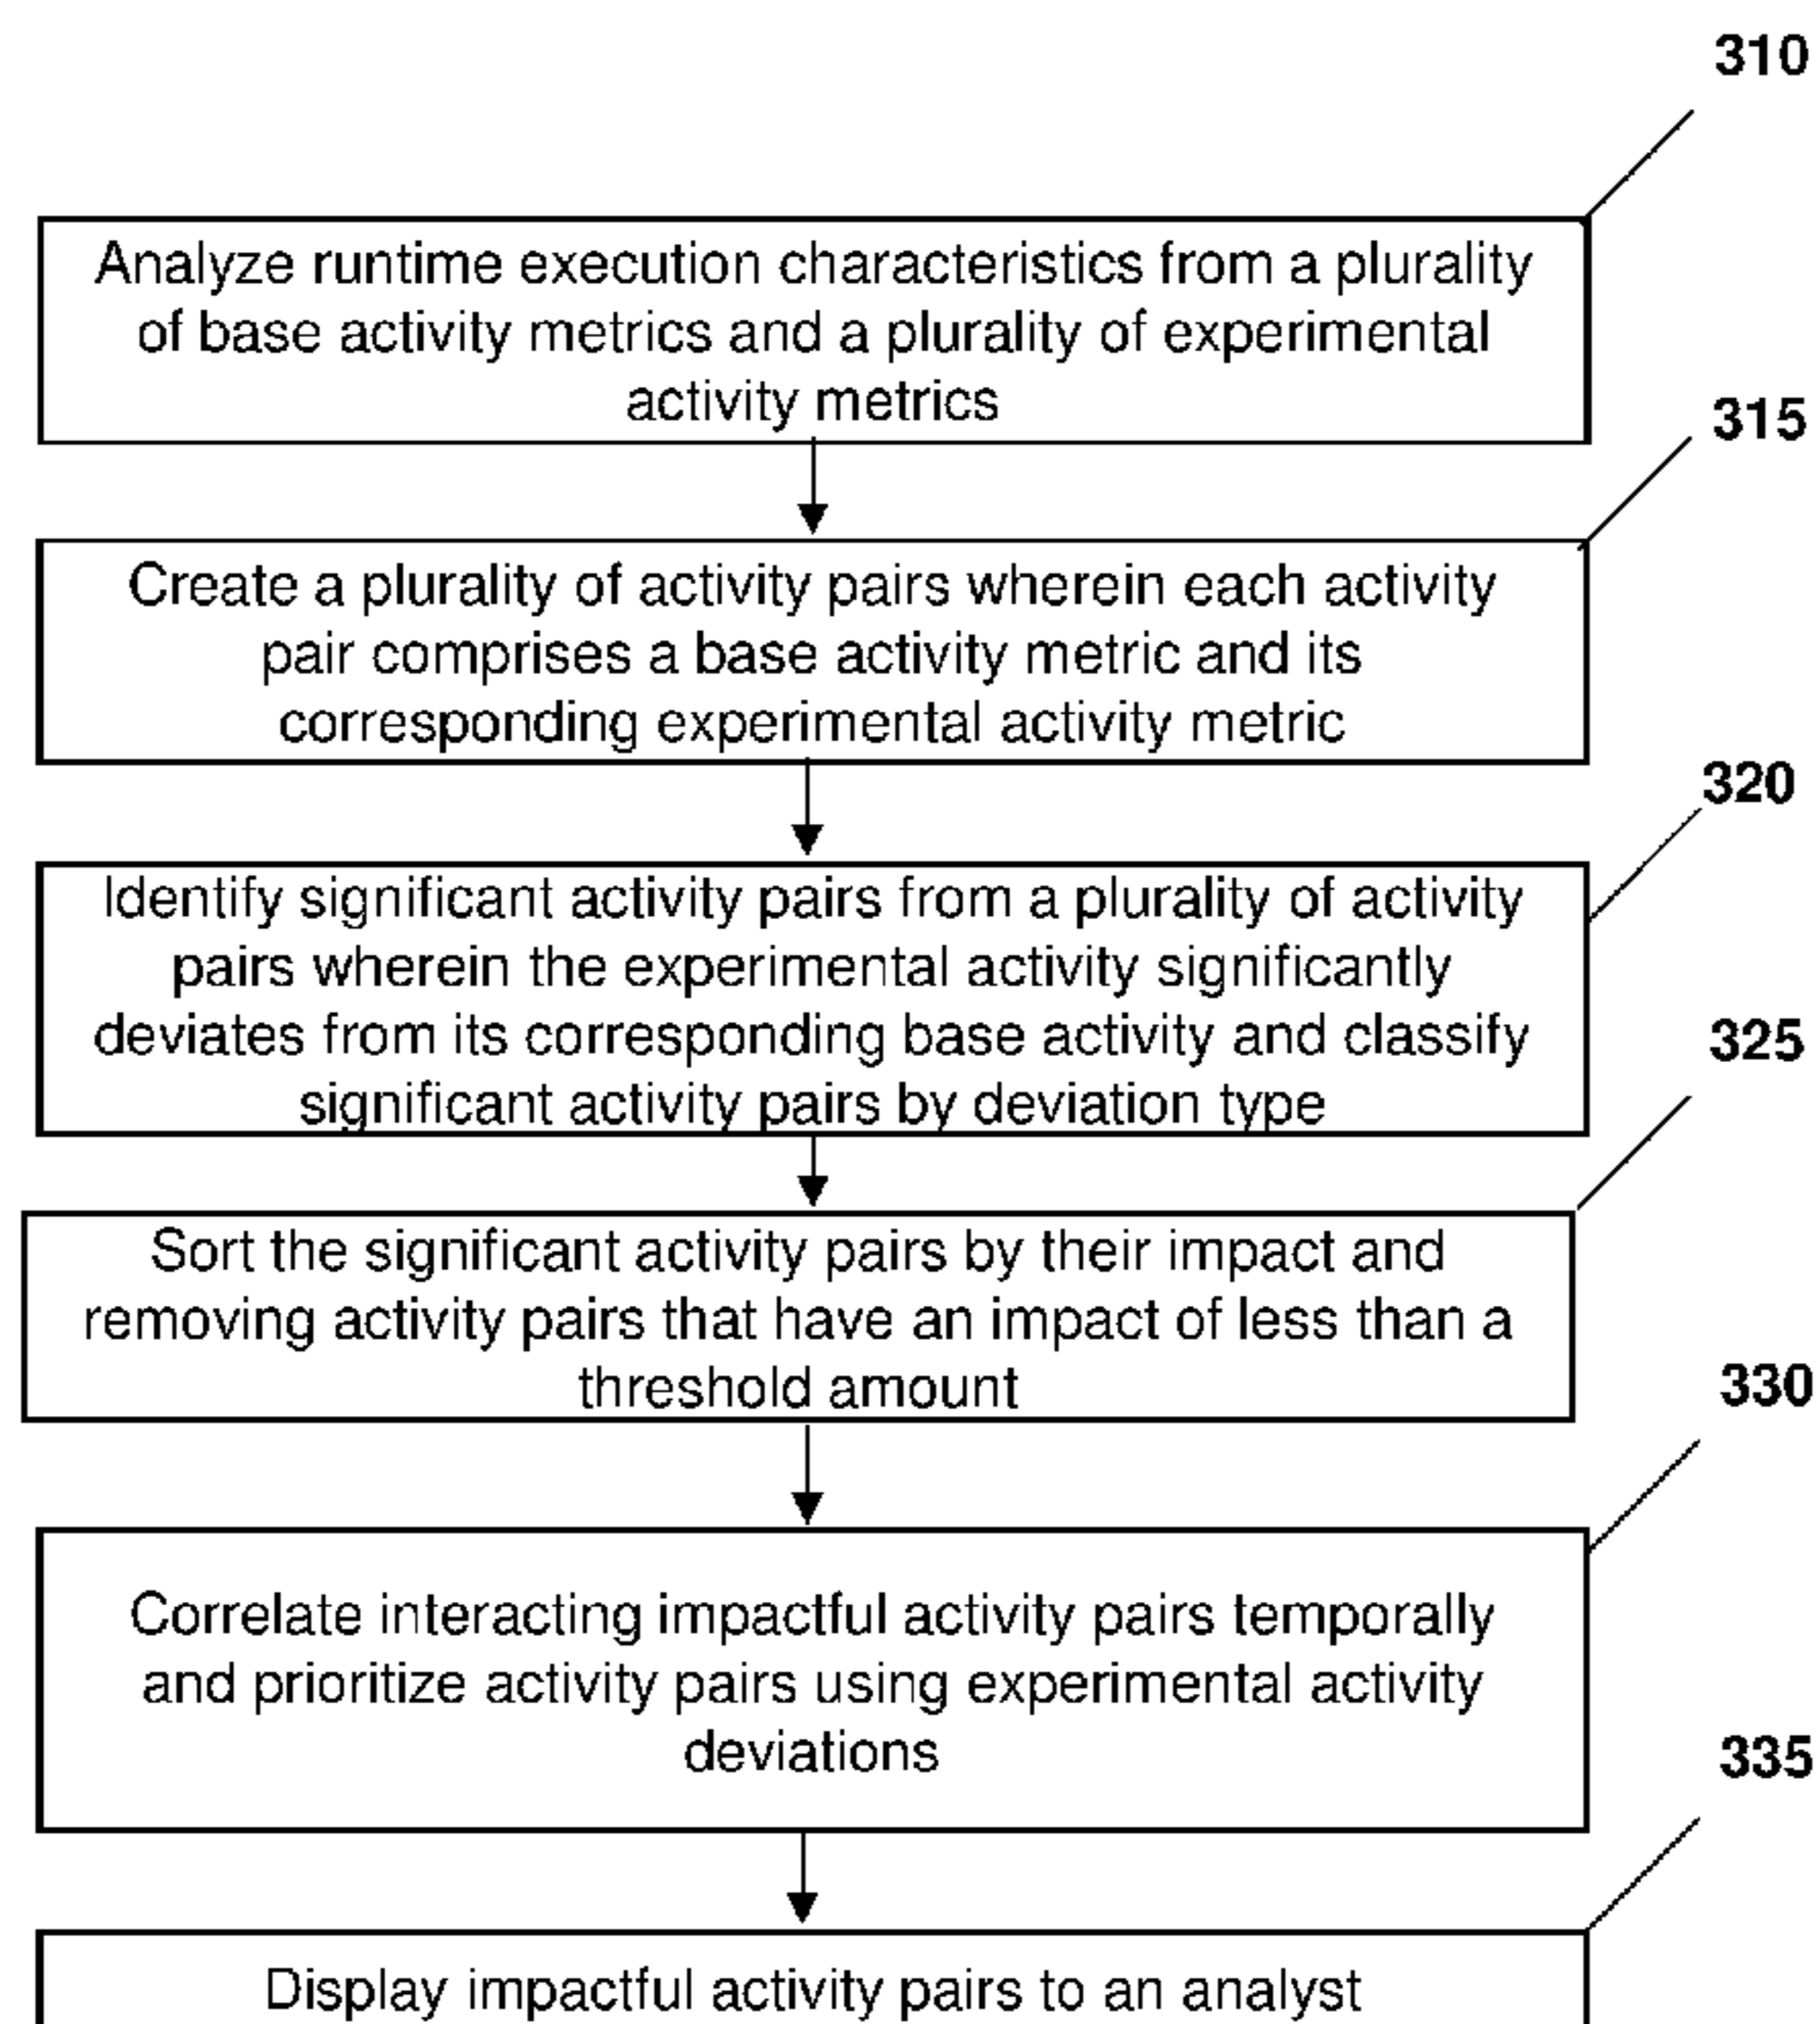 310
Analyze runtime execution characteristics from a plurality
of base activity metrics and a plurality of experimental
activity metrics
315
Create a plurality of activity pairs wherein each activity
pair comprises a base activity metric and its
corresponding experimental activity metric
320
Identify significant activity pairs from a plurality of activity
pairs wherein the experimental activity significantly
deviates from its corresponding base activity and classify
significant activity pairs by deviation type
325
Sort the significant activity pairs by their impact and
removing activity pairs that have an impact of less than a
threshold amount
330
Correlate interacting impactful activity pairs temporally
and prioritize activity pairs using experimental activity
deviations
335
Display impactful activity pairs to an analyst